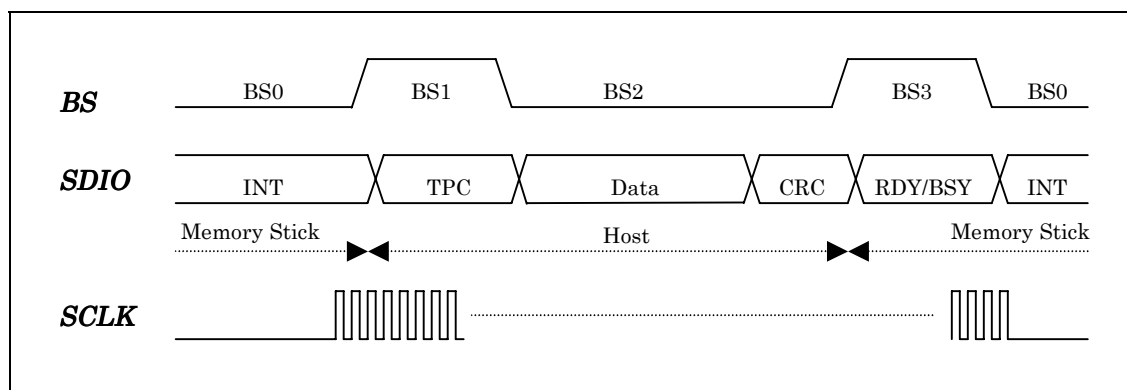 BS BS0 BS1 BS2 BS3 BS0
SDIO INT TPC Data CRC RDY/BSY INT
Memory Stick Host Memory Stick
SCLK